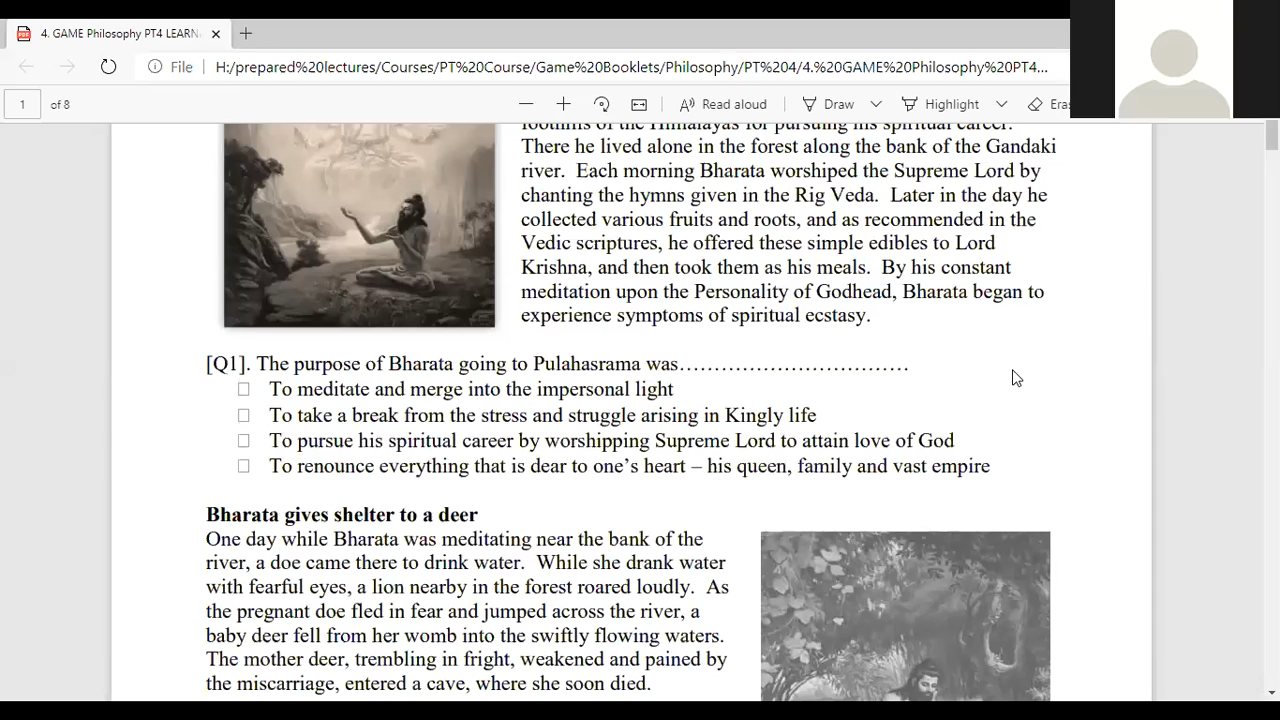 4. GAME Philosophy PT4 LEARN
File
H:/prepared%20lectures/Courses/PT%20Course/Game%20Booklets/Philosophy/PT%204/4.%20GAME%20Philosophy%20PT4...
1 of 8
Read aloud
Draw
Highlight
Eras
foothills of the Himalayas for pursuing his spiritual career.
There he lived alone in the forest along the bank of the Gandaki
river. Each morning Bharata worshiped the Supreme Lord by
chanting the hymns given in the Rig Veda. Later in the day he
collected various fruits and roots, and as recommended in the
Vedic scriptures, he offered these simple edibles to Lord
Krishna, and then took them as his meals. By his constant
meditation upon the Personality of Godhead, Bharata began to
experience symptoms of spiritual ecstasy.
[Q1]. The purpose of Bharata going to Pulahasrama was……………………………
□ To meditate and merge into the impersonal light
□ To take a break from the stress and struggle arising in Kingly life
□ To pursue his spiritual career by worshipping Supreme Lord to attain love of God
□ To renounce everything that is dear to one’s heart – his queen, family and vast empire
Bharata gives shelter to a deer
One day while Bharata was meditating near the bank of the
river, a doe came there to drink water. While she drank water
with fearful eyes, a lion nearby in the forest roared loudly. As
the pregnant doe fled in fear and jumped across the river, a
baby deer fell from her womb into the swiftly flowing waters.
The mother deer, trembling in fright, weakened and pained by
the miscarriage, entered a cave, where she soon died.